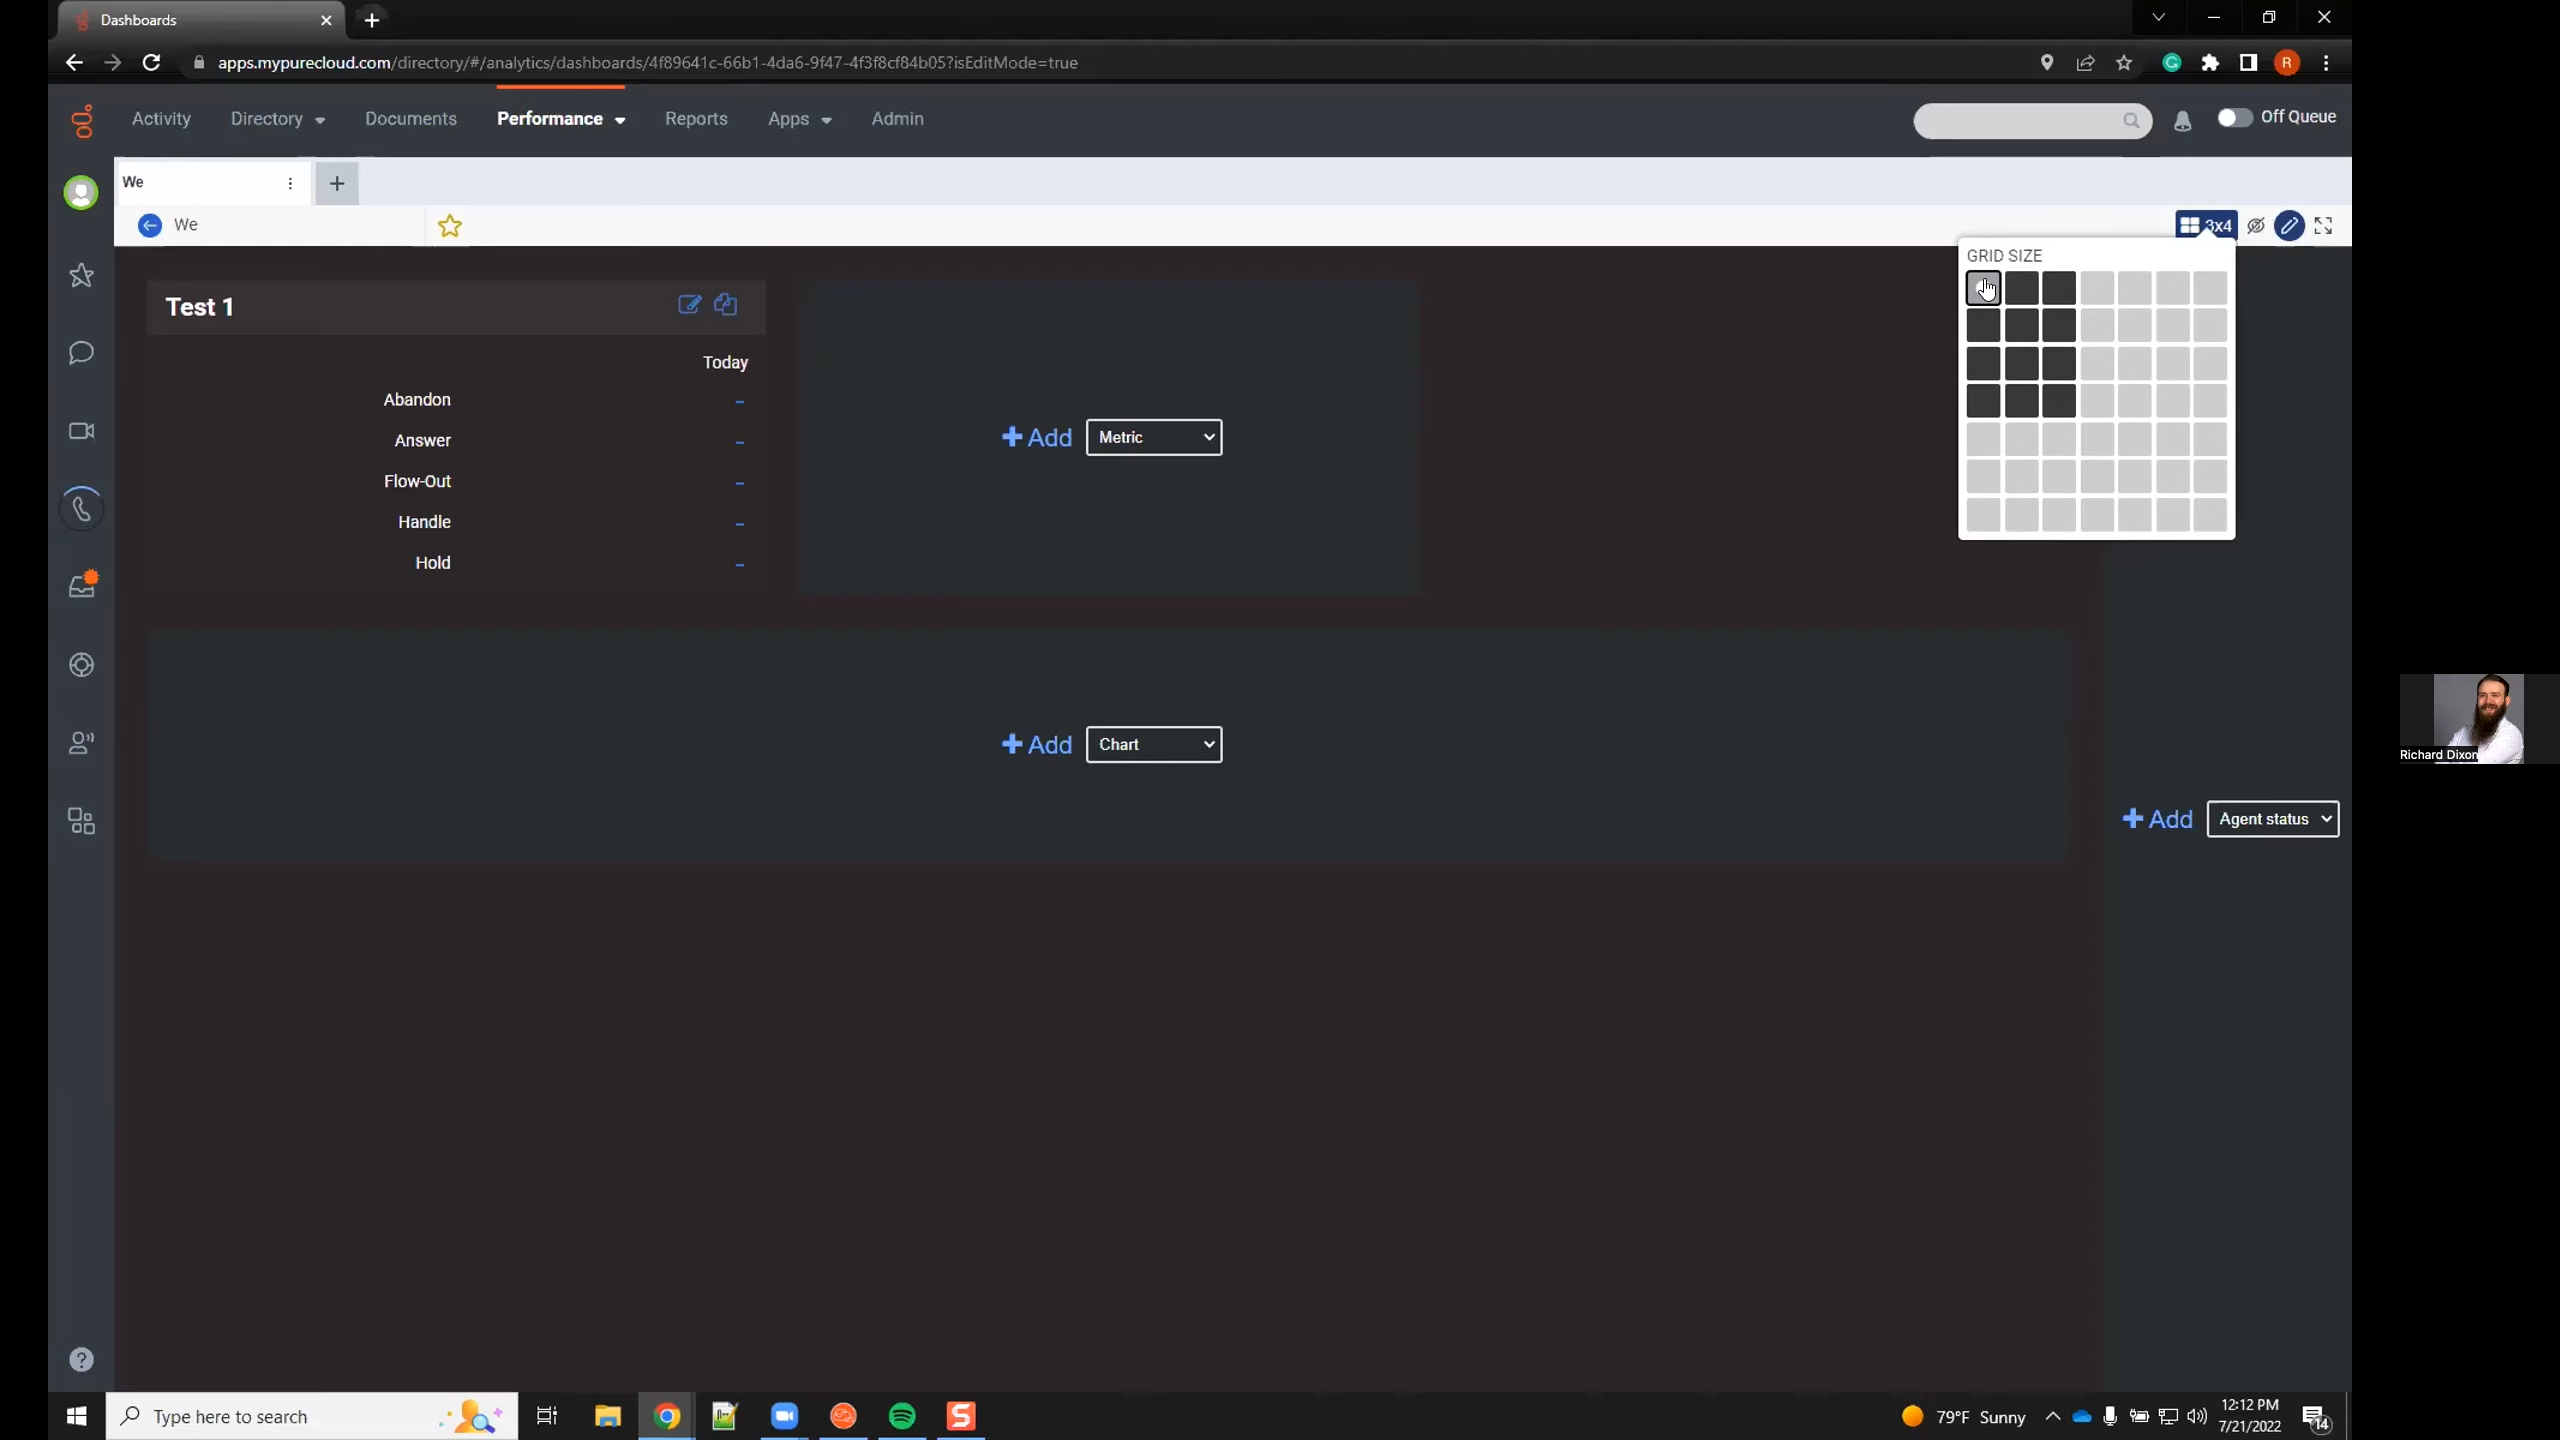 Dashboards
apps.mypurecloud.com/directory/#/analytics/dashboards/4f89641c-66b1-4da6-9f47-4f3f8cf84b05?isEditMode=true
R
Activity
Directory
Documents
Performance
Reports
Apps
Admin
Off Queue
We
We
3x4
GRID SIZE
Test 1
Today
Abandon –
Answer –
Flow-Out –
Handle –
Hold –
+ Add Metric
+ Add Chart
+ Add Agent status
Richard Dixon
Type here to search
79°F Sunny
12:12 PM
7/21/2022
14